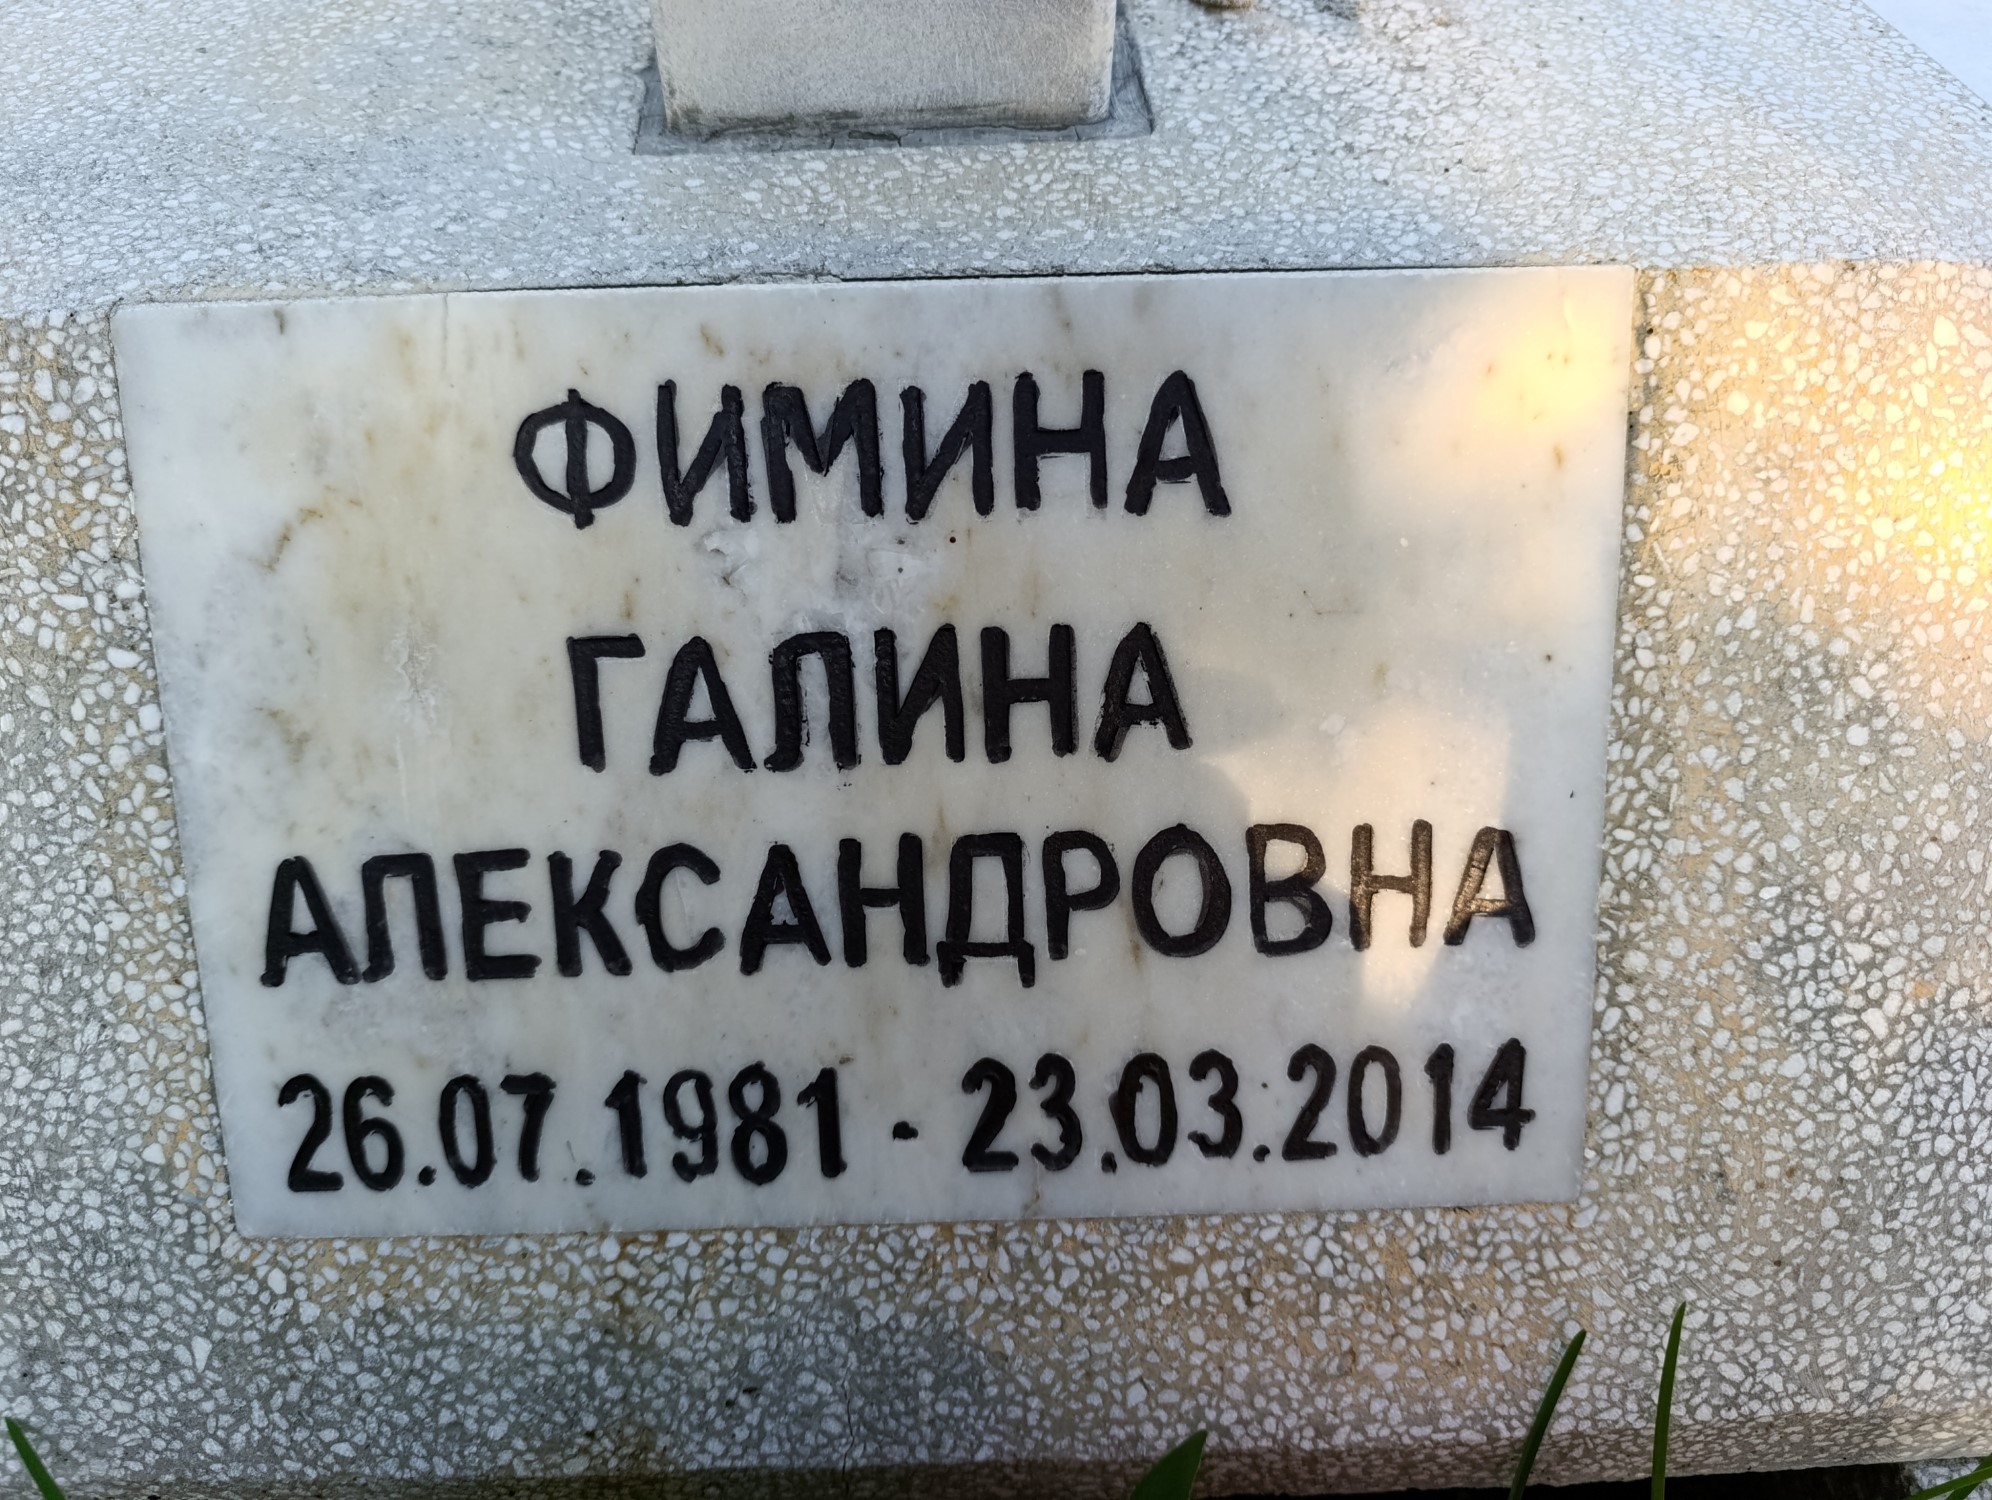 ФИМИНА
ГАЛИНА
АЛЕКСАНДРОВНА
26.07.1981 - 23.03.2014